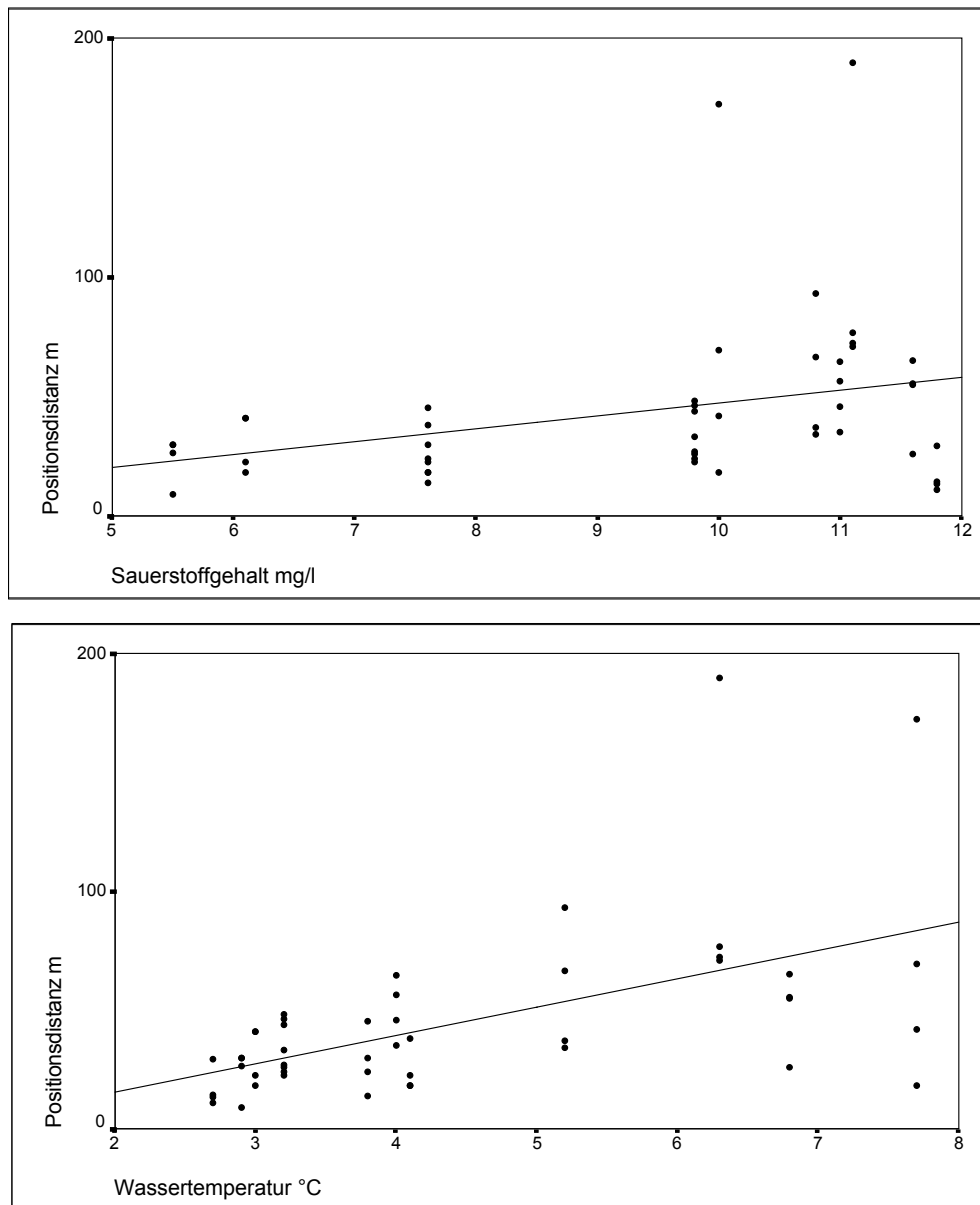 200
100
0
Positionsdistanz m
5 6 7 8 9 10 11 12
Sauerstoffgehalt mg/l
200
100
0
Positionsdistanz m
2 3 4 5 6 7 8
Wassertemperatur °C